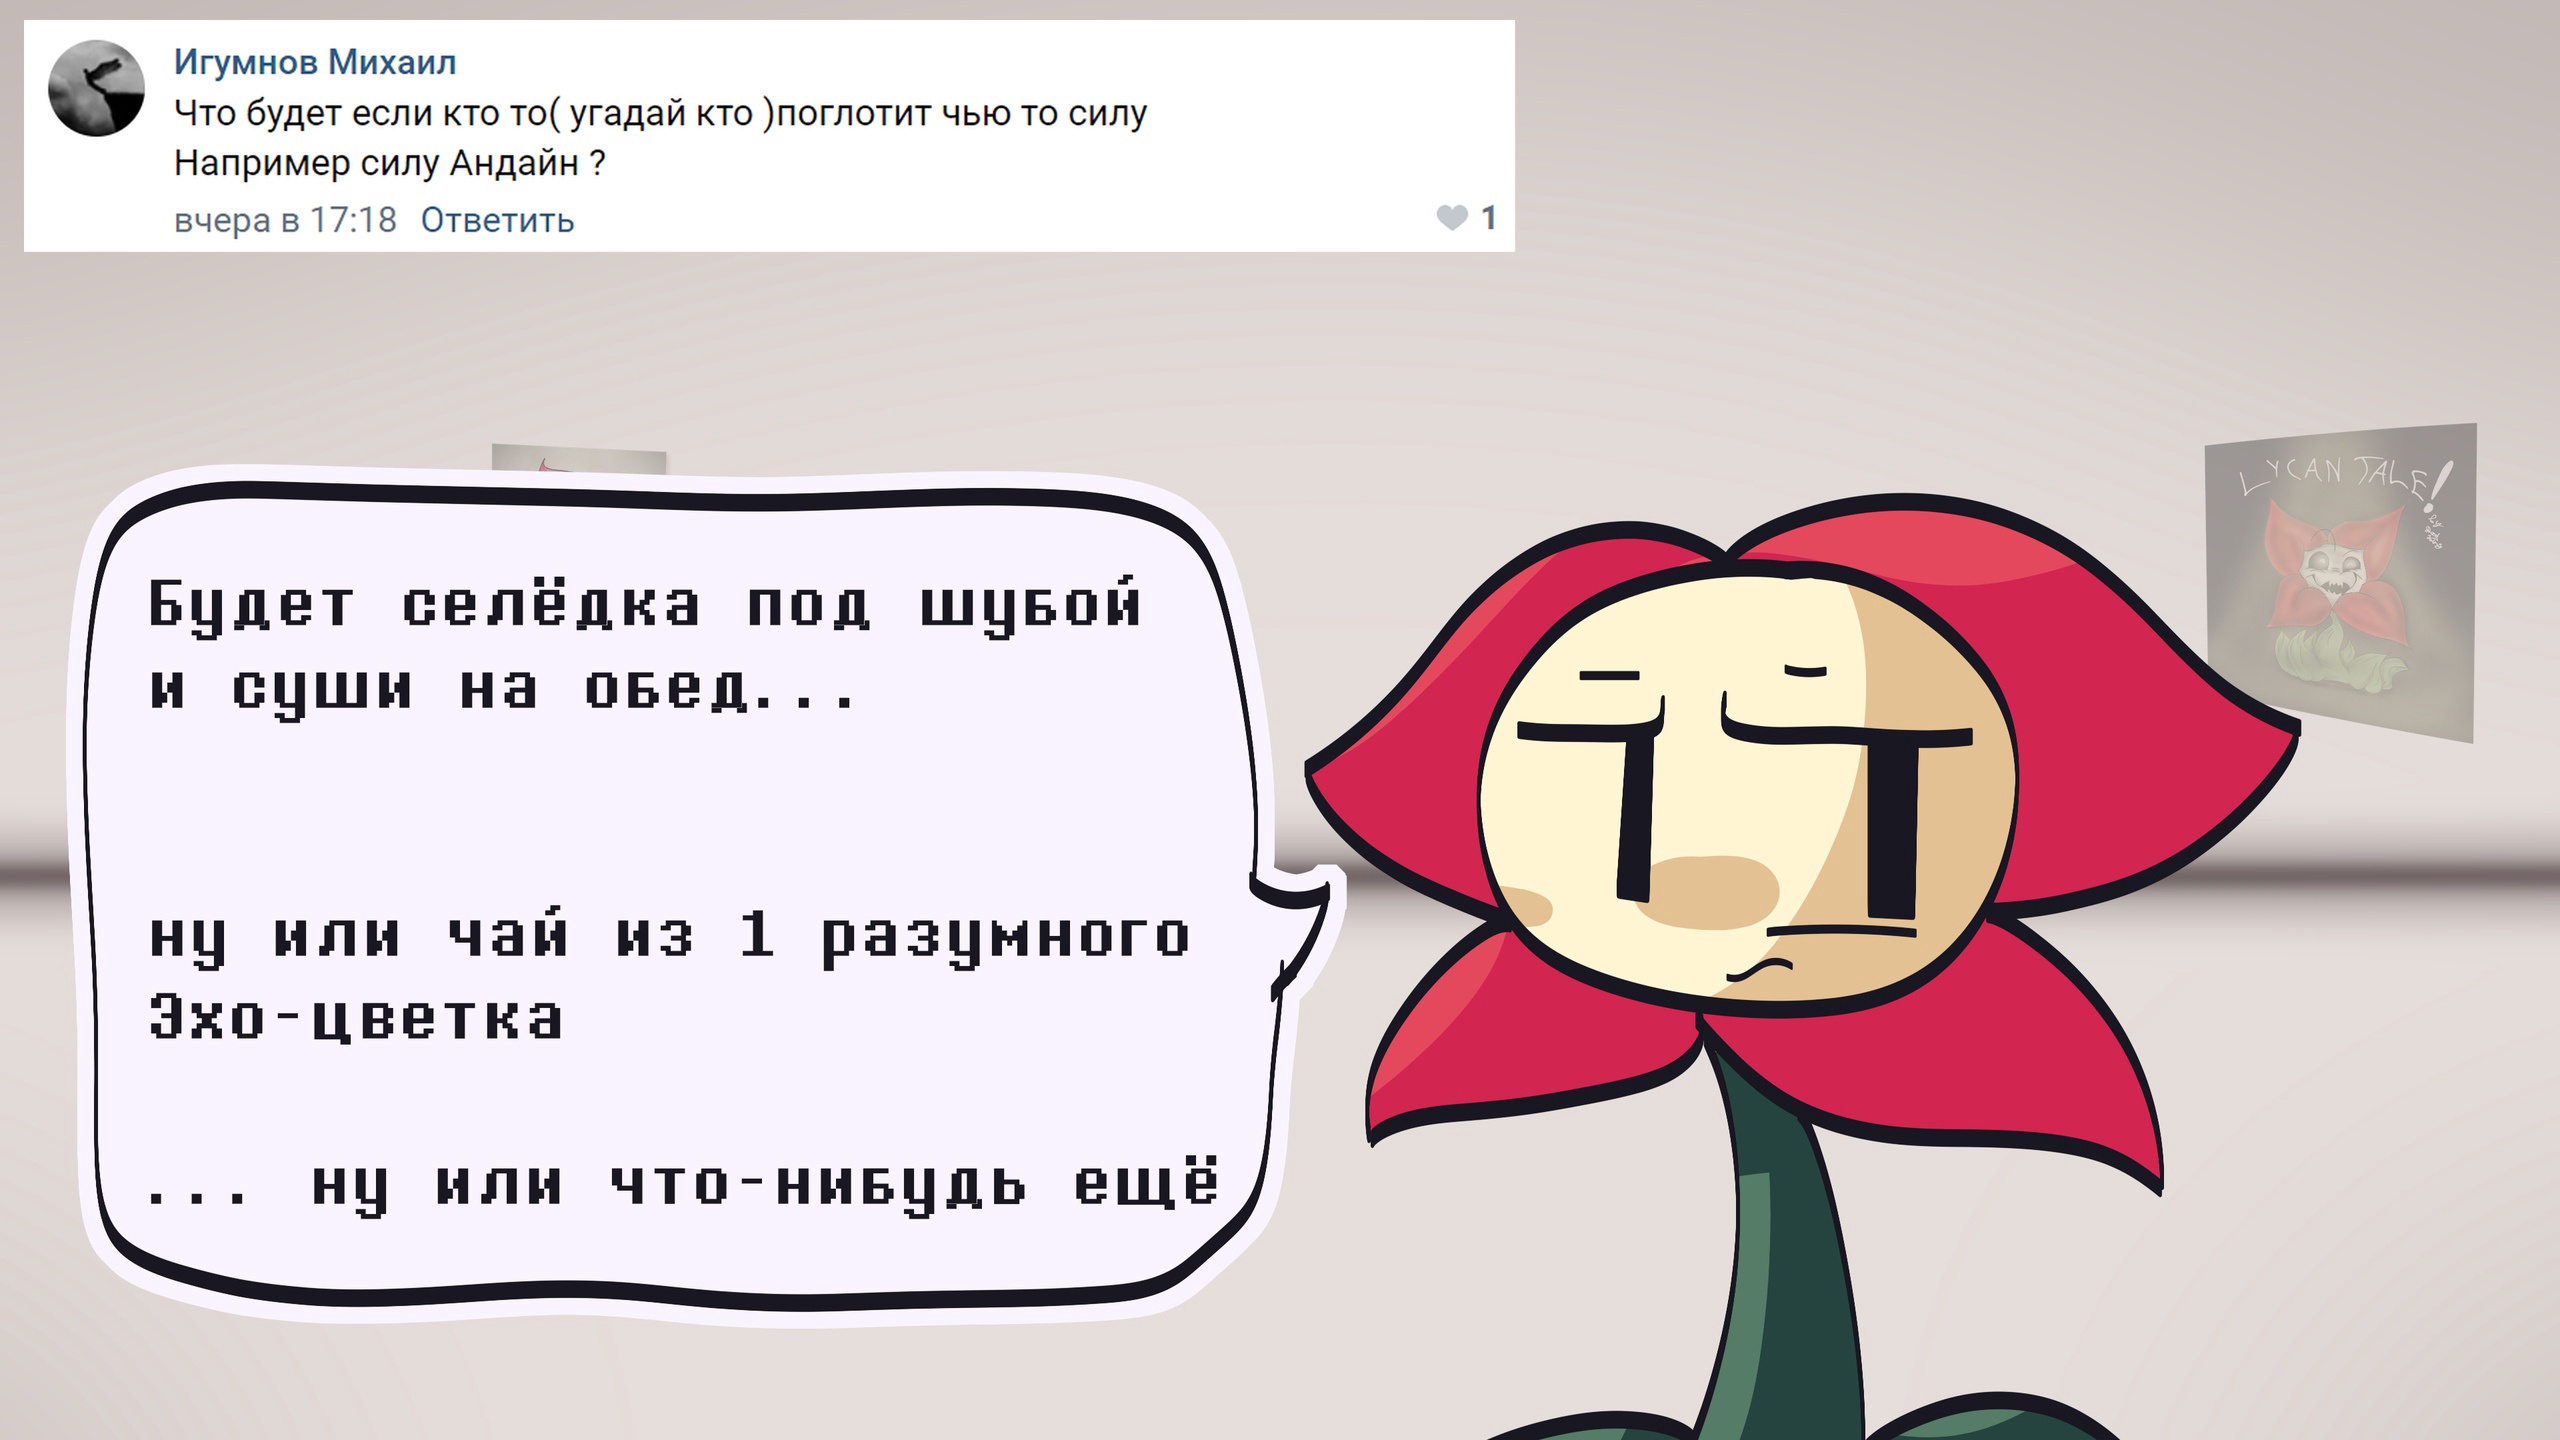 Игумнов Михаил
Что будет если кто то( угадай кто )поглотит чью то силу
Например силу Андайн ?
вчера в 17:18 Ответить
1
LYCAN TALE!
Будет селёдка под шубой
и суши на обед...
ну или чай из 1 разумного
Эхо-цветка
... ну или что-нибудь ещё